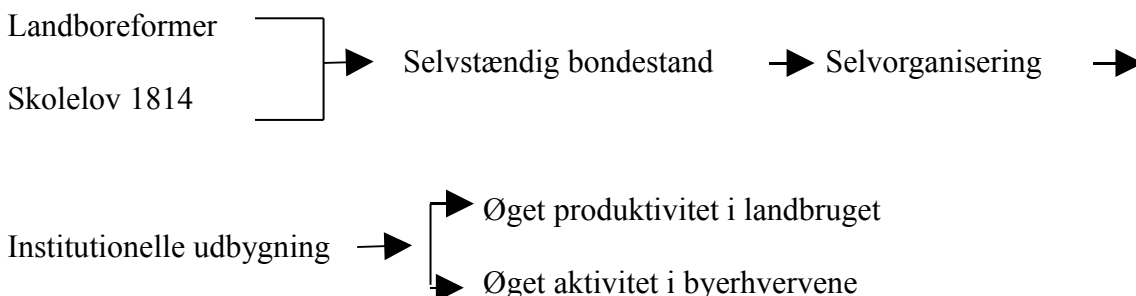 Landboreformer
Skolelov 1814
Selvstændig bondestand
Selvorganisering
Institutionelle udbygning
Øget produktivitet i landbruget
Øget aktivitet i byerhvervene